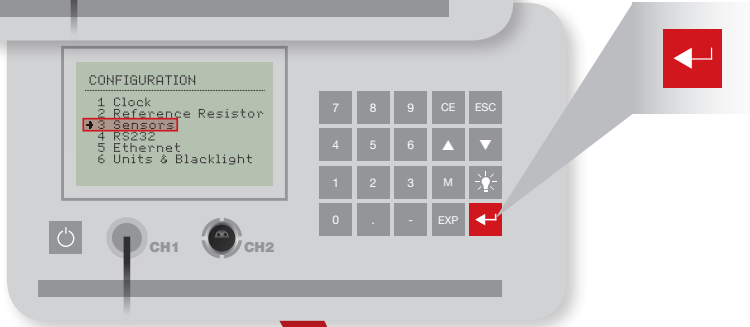 CONFIGURATION
1 Clock
2 Reference Resistor
3 Sensors
4 RS232
5 Ethernet
6 Units & Blacklight
7 8 9 CE ESC
4 5 6
1 2 3 M
0 . - EXP
CH1 CH2